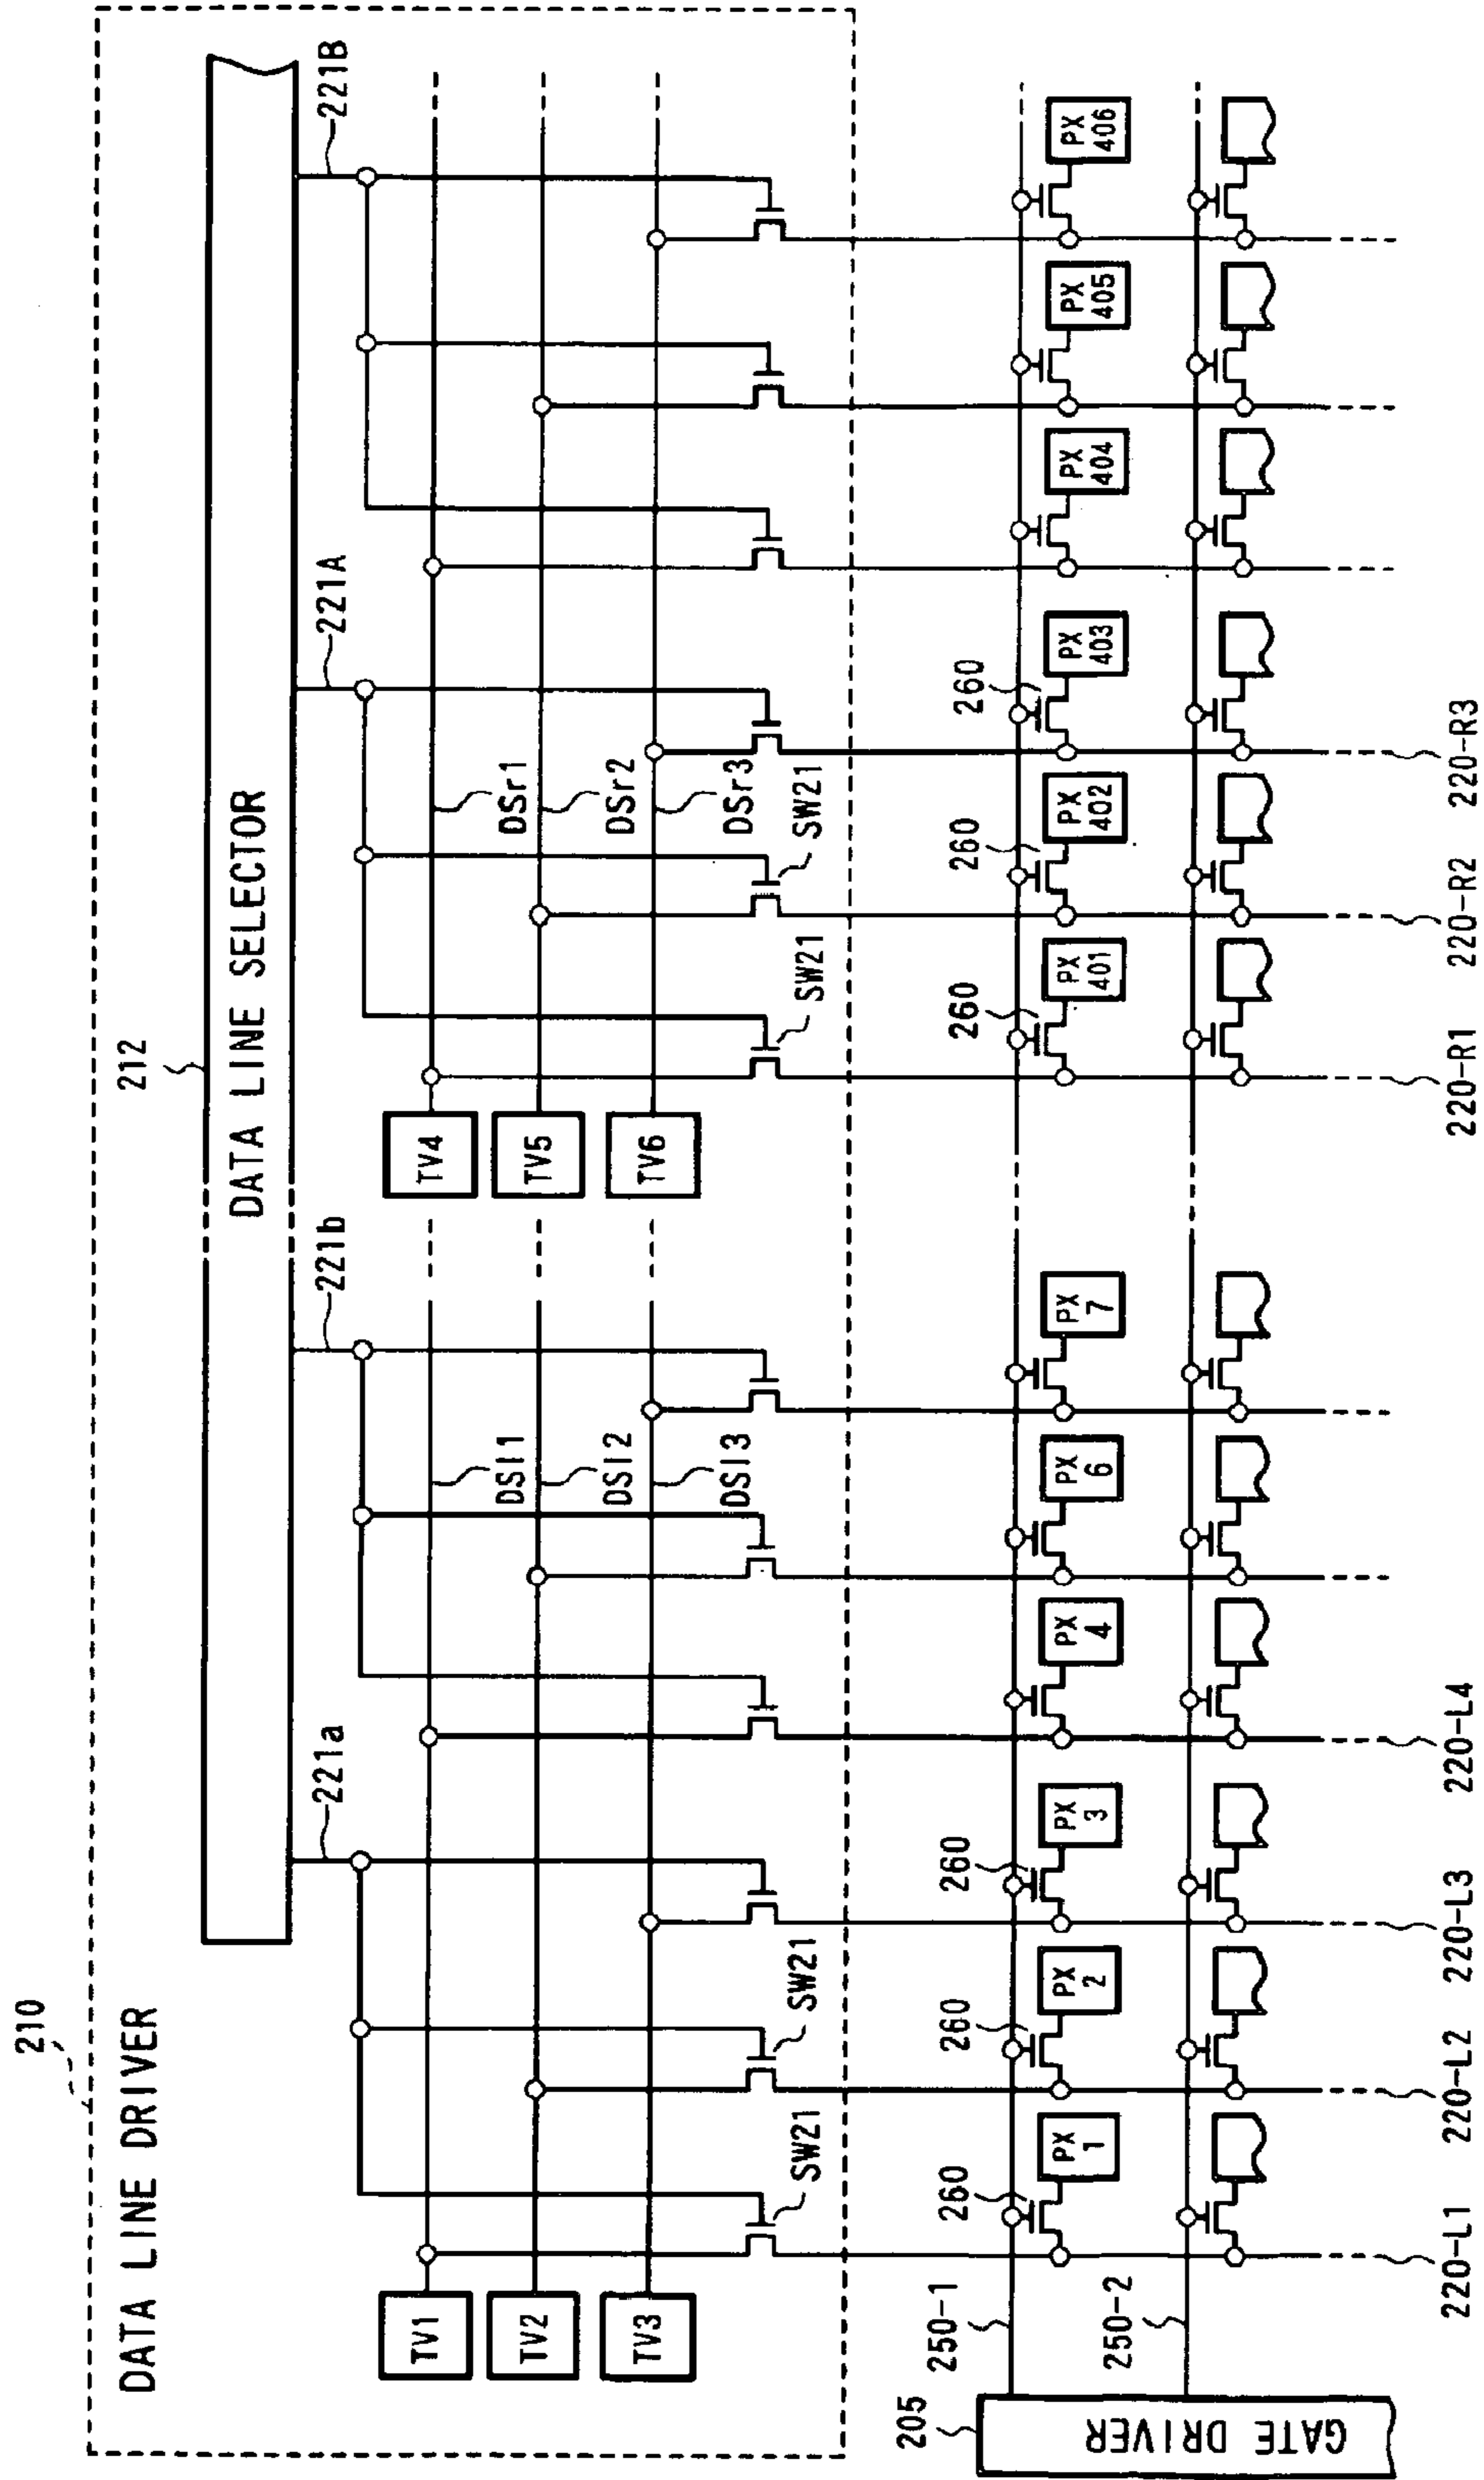 210
DATA LINE DRIVER
212
DATA LINE SELECTOR
221a
221b
221A
221B
TV1
TV4
DSl1
DSr1
TV2
TV5
DSl2
DSr2
TV3
TV6
DSl3
DSr3
SW21
SW21
SW21
SW21
205
GATE DRIVER
250-1
260
260
260
260
260
260
PX 1
PX 2
PX 3
PX 4
PX 6
PX 7
PX 401
PX 402
PX 403
PX 404
PX 405
PX 406
250-2
220-L1
220-L2
220-L3
220-L4
220-R1
220-R2
220-R3